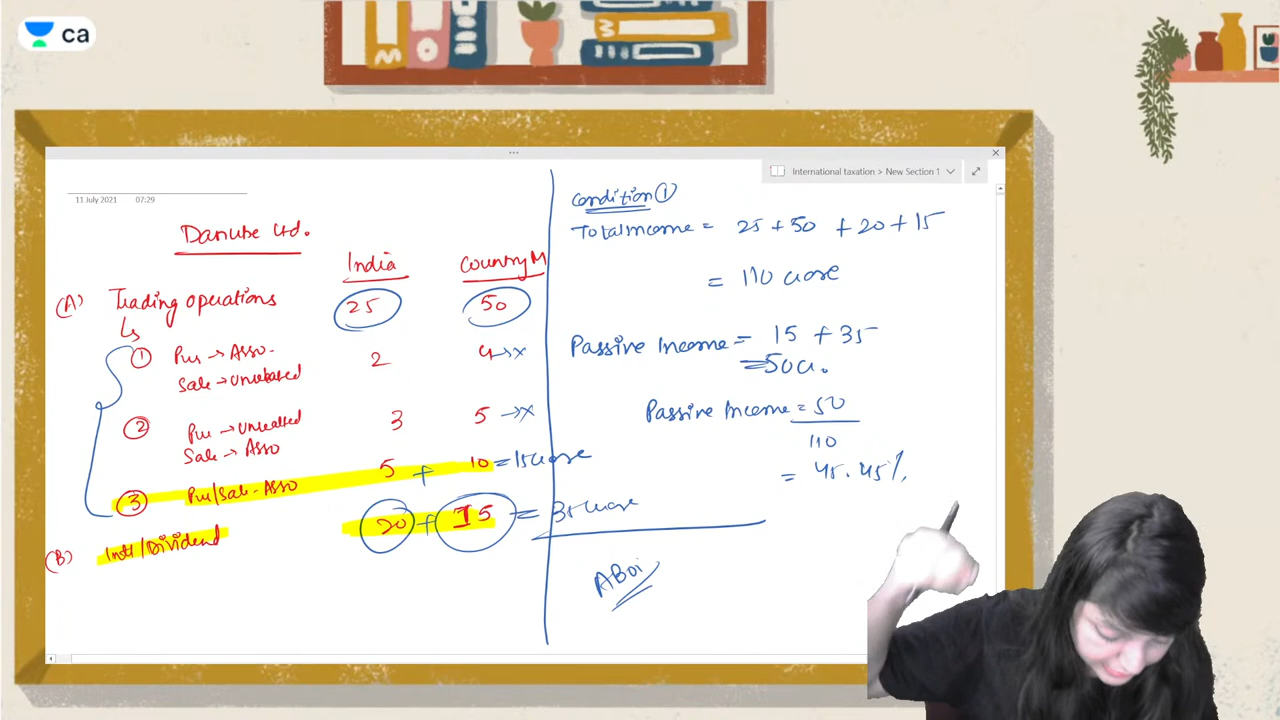 ca
International taxation > New Section 1
11 July 2021 07:29
Danube Ltd.
India Country M
(A) Trading operations 25 50
① Pur → Asso. 2 4 → x
Sale → Unrelated
② Pur → Unrelated 3 5 → x
Sale → Asso
③ Pur/Sale - Asso 5 + 10 = 15 crore
(B) Int/Dividend 20 + 15 = 35 crore
Condition ①
Total Income = 25 + 50 + 20 + 15
= 110 crore
Passive Income = 15 + 35
= 50 cr.
Passive Income = 50
110
= 45.45%
ABOI